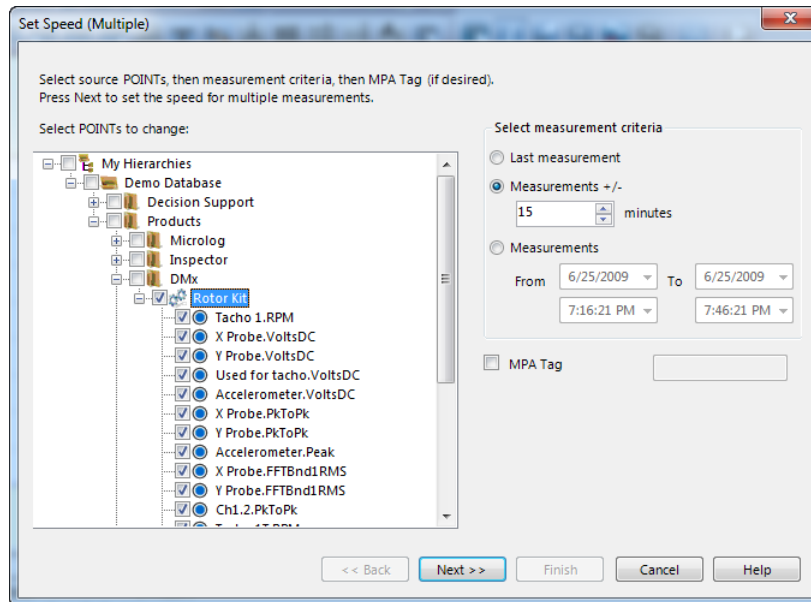 Set Speed (Multiple)
Select source POINTs, then measurement criteria, then MPA Tag (if desired).
Press Next to set the speed for multiple measurements.
Select POINTs to change:
My Hierarchies
Demo Database
Decision Support
Products
Microlog
Inspector
DMx
Rotor Kit
Tacho 1.RPM
X Probe.VoltsDC
Y Probe.VoltsDC
Used for tacho.VoltsDC
Accelerometer.VoltsDC
X Probe.PkToPk
Y Probe.PkToPk
Accelerometer.Peak
X Probe.FFTBnd1RMS
Y Probe.FFTBnd1RMS
Ch1.2.PkToPk
Tacho 1T.RPM
Select measurement criteria
Last measurement
Measurements +/-
15 minutes
Measurements
From 6/25/2009 To 6/25/2009
7:16:21 PM 7:46:21 PM
MPA Tag
<< Back Next >> Finish Cancel Help